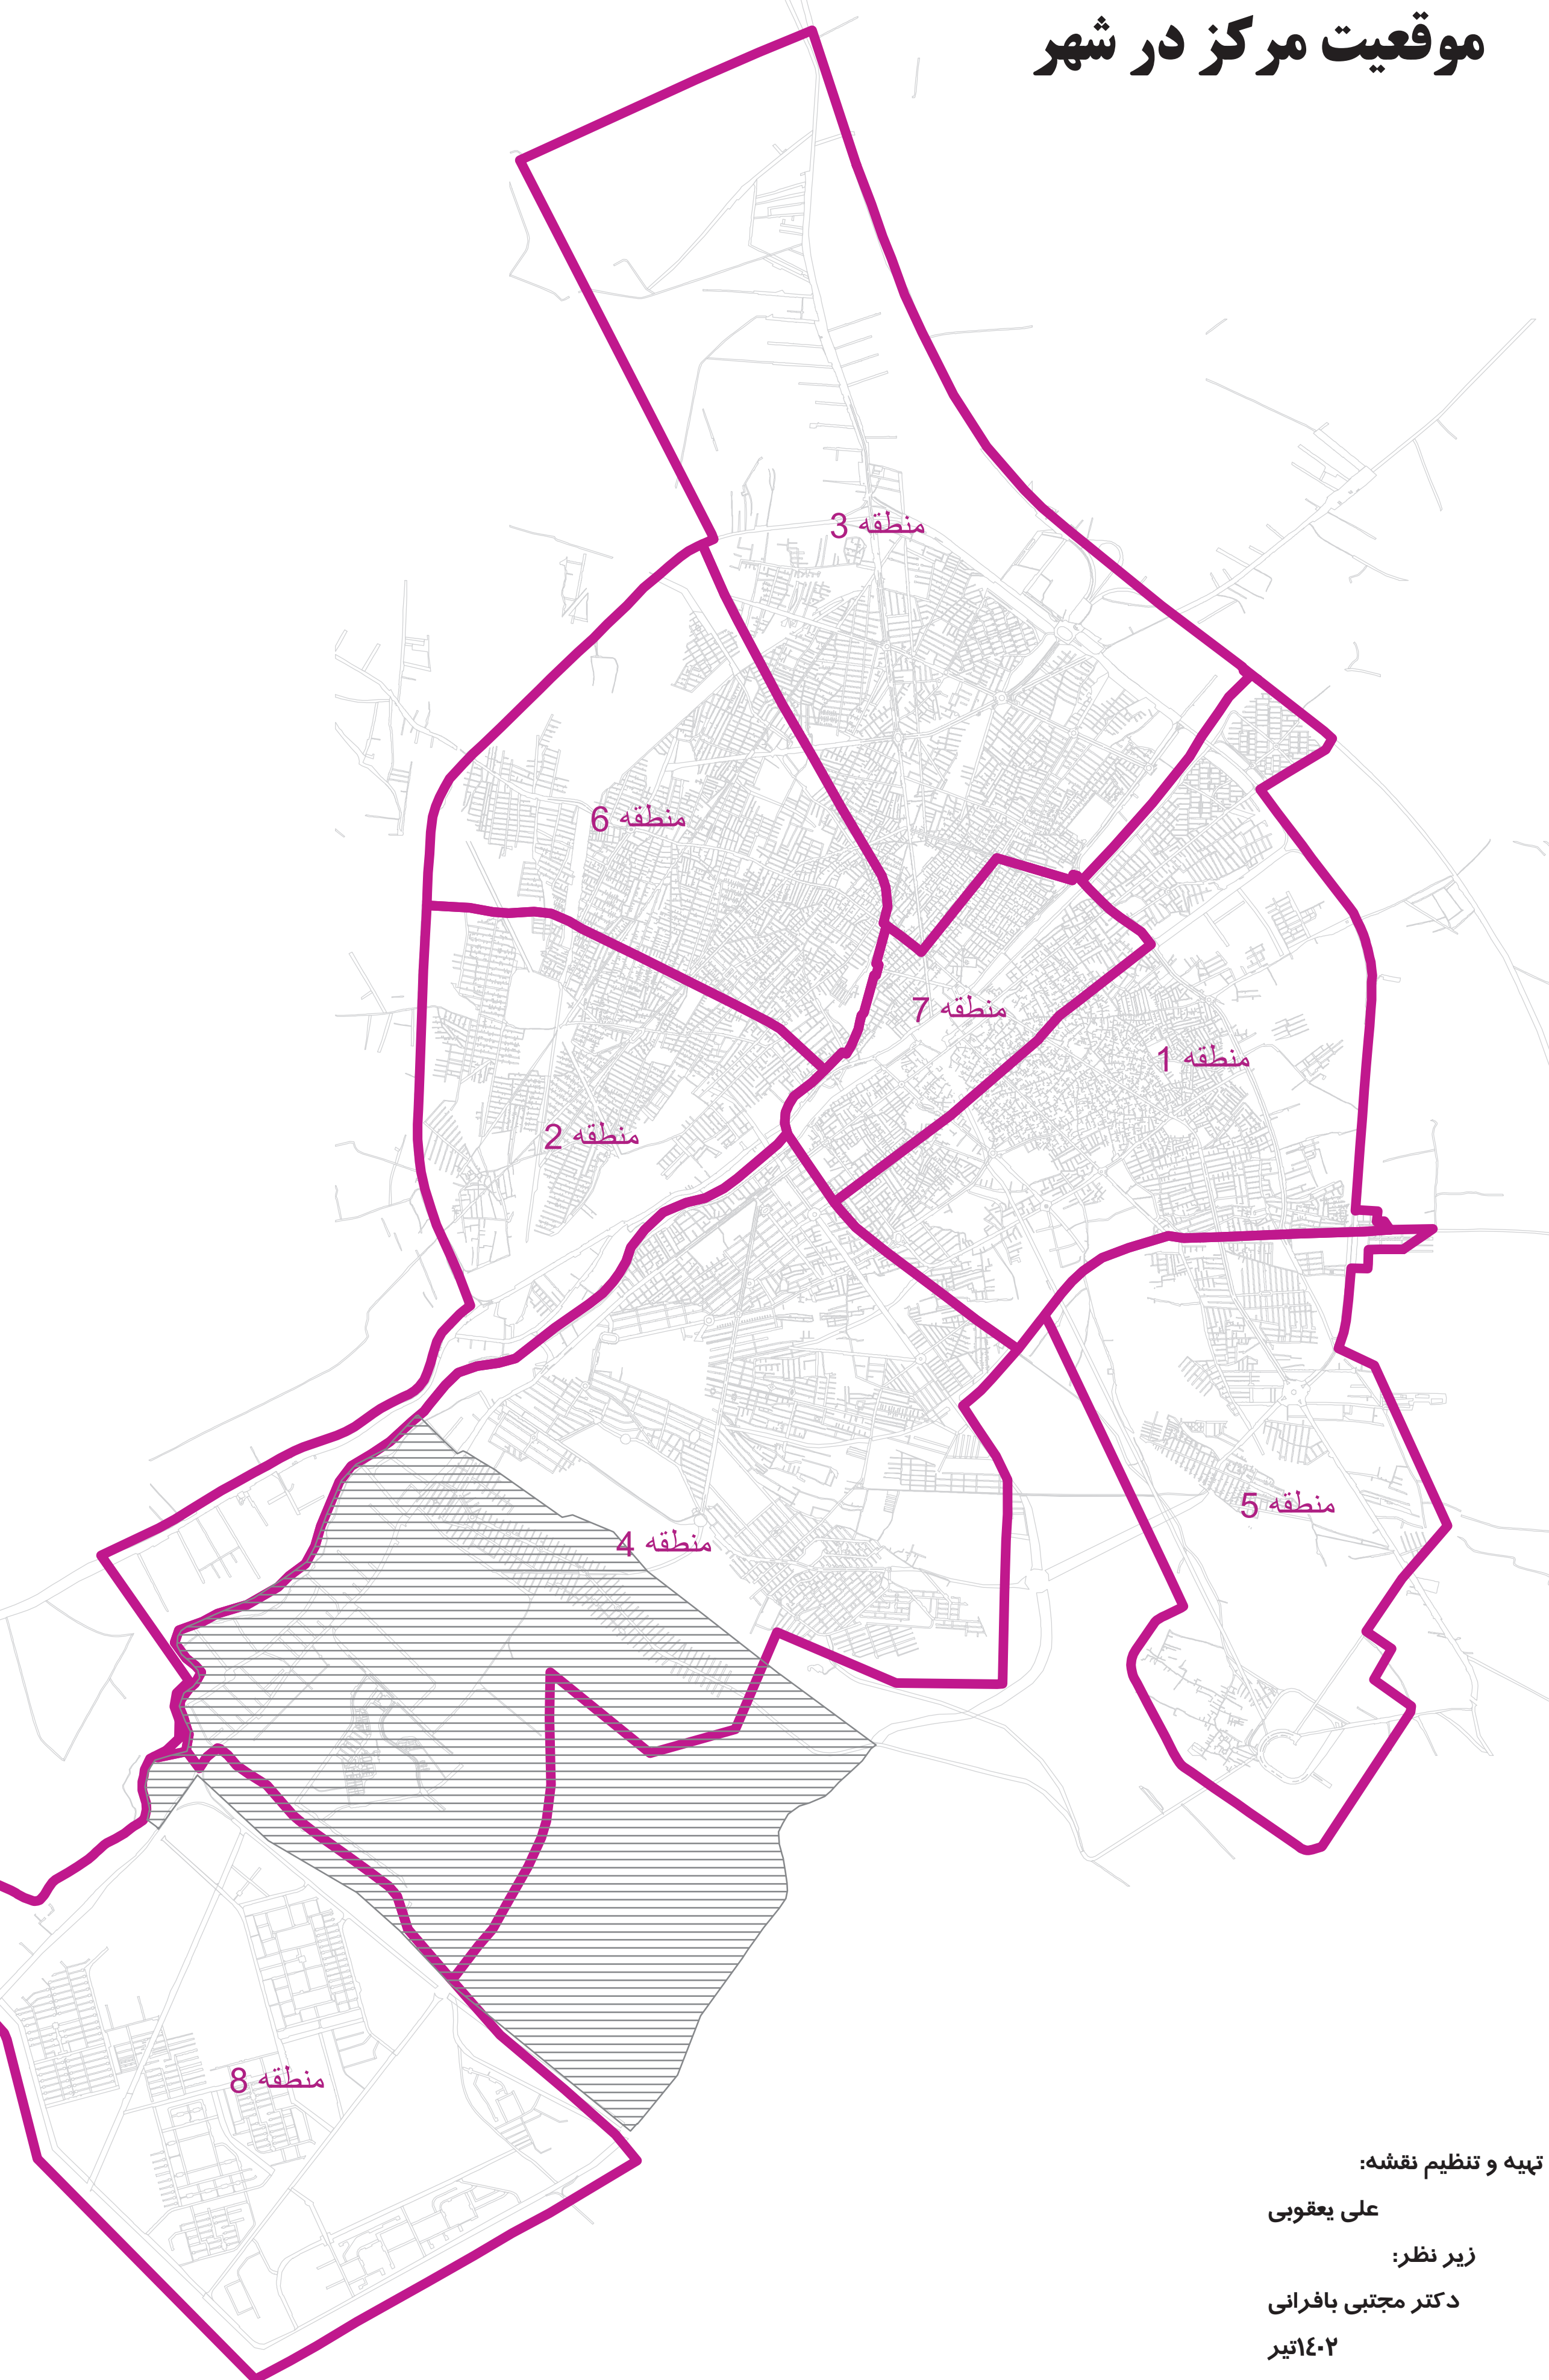 موقعیت مرکز در شهر
منطقه 3
منطقه 6
منطقه 7
منطقه 1
منطقه 2
منطقه 5
منطقه 4
منطقه 8
تهیه و تنظیم نقشه:
علی یعقوبی
زیر نظر:
دکتر مجتبی بافرانی
تیر۱٤۰۲